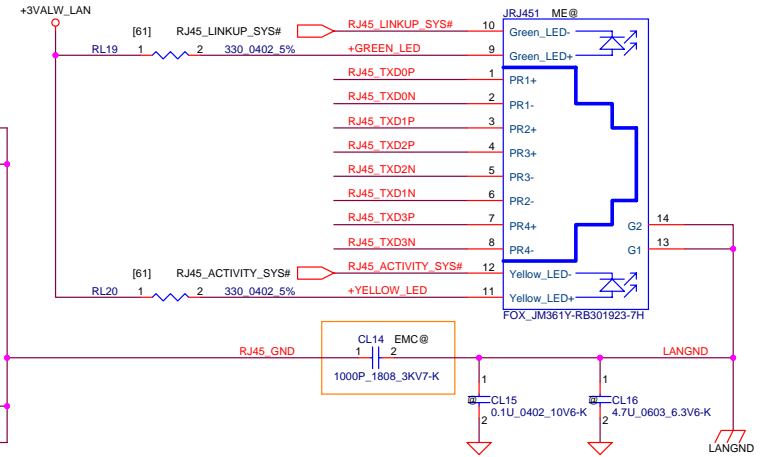 +3VALW_LAN
JRJ451 ME@
[61] RJ45_LINKUP_SYS#
RJ45_LINKUP_SYS# 10 Green_LED-
RL19 1 2 330_0402_5% +GREEN_LED 9 Green_LED+
RJ45_TXD0P 1 PR1+
RJ45_TXD0N 2 PR1-
RJ45_TXD1P 3 PR2+
RJ45_TXD2P 4 PR3+
RJ45_TXD2N 5 PR3-
RJ45_TXD1N 6 PR2-
RJ45_TXD3P 7 PR4+ G2 14
RJ45_TXD3N 8 PR4- G1 13
[61] RJ45_ACTIVITY_SYS#
RJ45_ACTIVITY_SYS# 12 Yellow_LED-
RL20 1 2 330_0402_5% +YELLOW_LED 11 Yellow_LED+
FOX_JM361Y-RB301923-7H
CL14 EMC@
RJ45_GND 1 2 LANGND
1000P_1808_3KV7-K
1 1
@ CL15 @ CL16
0.1U_0402_10V6-K 4.7U_0603_6.3V6-K
2 2
LANGND